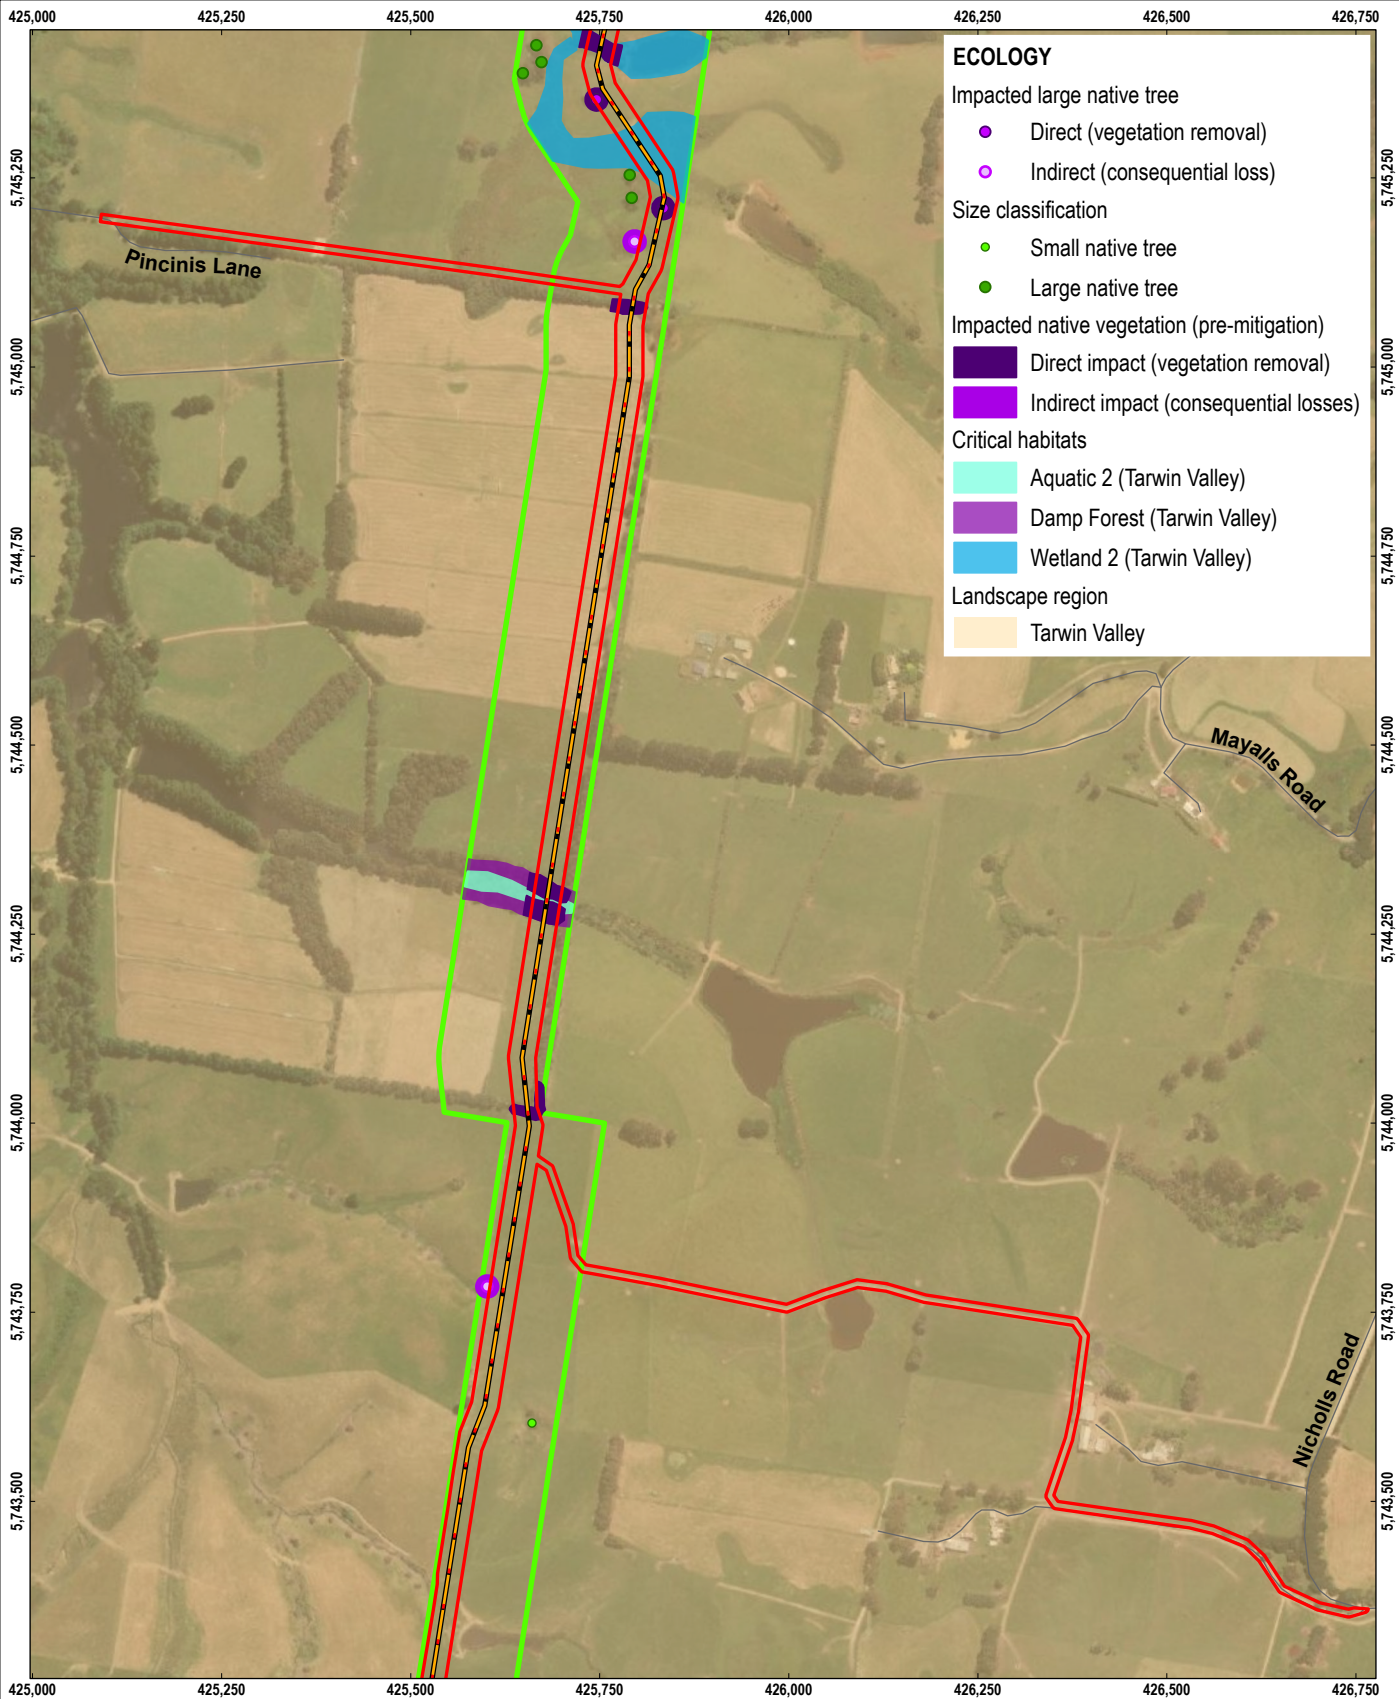 425,000 425,250 425,500 425,750 426,000 426,250 426,500 426,750
ECOLOGY
Impacted large native tree
Direct (vegetation removal)
Indirect (consequential loss)
Size classification
Small native tree
Large native tree
Impacted native vegetation (pre-mitigation)
Direct impact (vegetation removal)
Indirect impact (consequential losses)
Critical habitats
Aquatic 2 (Tarwin Valley)
Damp Forest (Tarwin Valley)
Wetland 2 (Tarwin Valley)
Landscape region
Tarwin Valley
5,745,250
5,745,250
Pincinis Lane
5,745,000
5,745,000
5,744,750
5,744,750
5,744,500
5,744,500
Mayalls Road
5,744,250
5,744,250
5,744,000
5,744,000
5,743,750
5,743,750
Nicholls Road
5,743,500
5,743,500
425,000 425,250 425,500 425,750 426,000 426,250 426,500 426,750